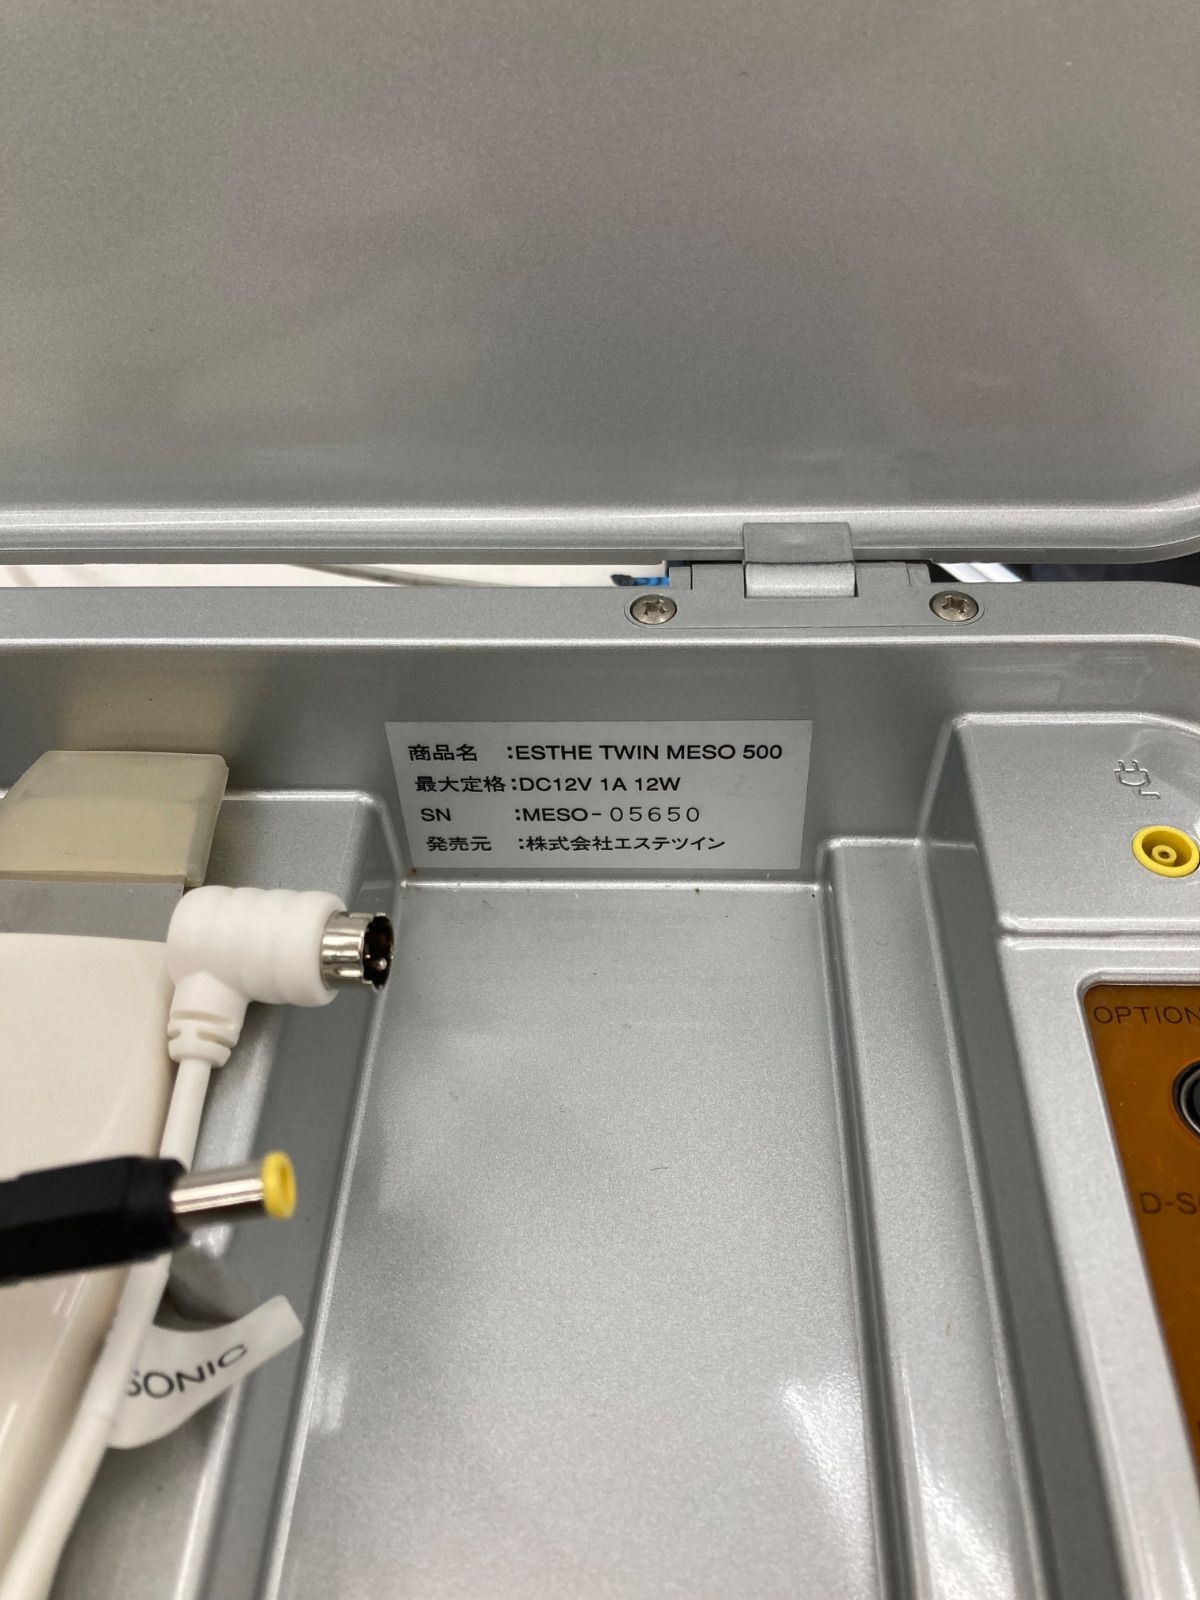 商品名 :ESTHE TWIN MESO 500
最大定格:DC12V 1A 12W
SN :MESO-05650
発売元 :株式会社エステツイン
OPTION
D-S
SONIC